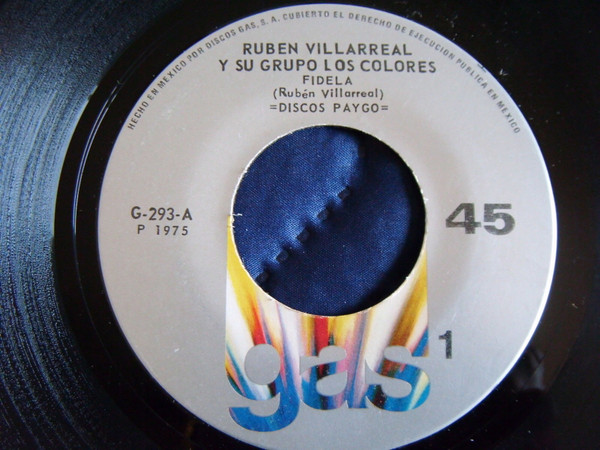 HECHO EN MEXICO POR DISCOS GAS, S. A. CUBIERTO EL DERECHO DE EJECUCION PUBLICA EN MEXICO
RUBEN VILLARREAL
Y SU GRUPO LOS COLORES
FIDELA
(Rubén Villarreal)
=DISCOS PAYGO=
G-293-A
P 1975
45
1
gas